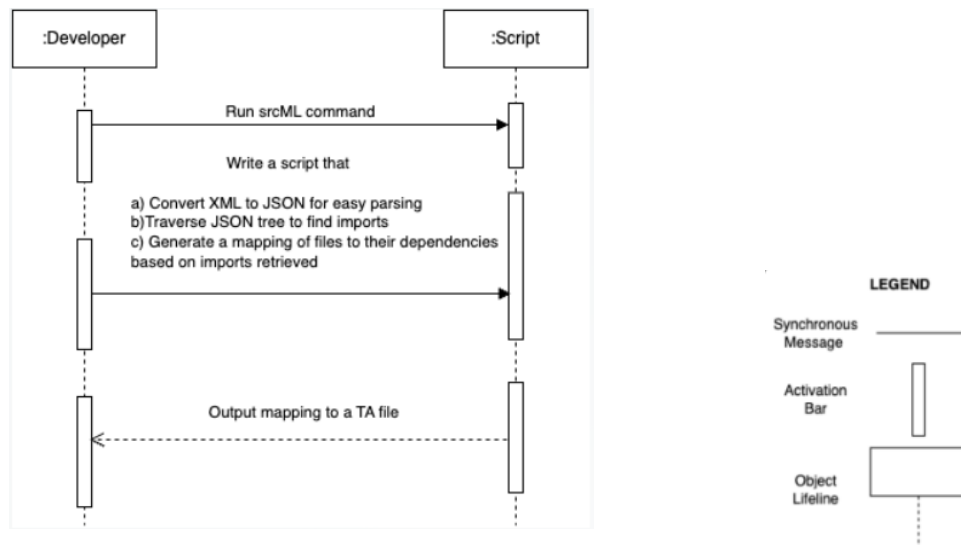 :Developer
:Script
Run srcML command
Write a script that
a) Convert XML to JSON for easy parsing
b)Traverse JSON tree to find imports
c) Generate a mapping of files to their dependencies
based on imports retrieved
Output mapping to a TA file
LEGEND
Synchronous
Message
Activation
Bar
Object
Lifeline